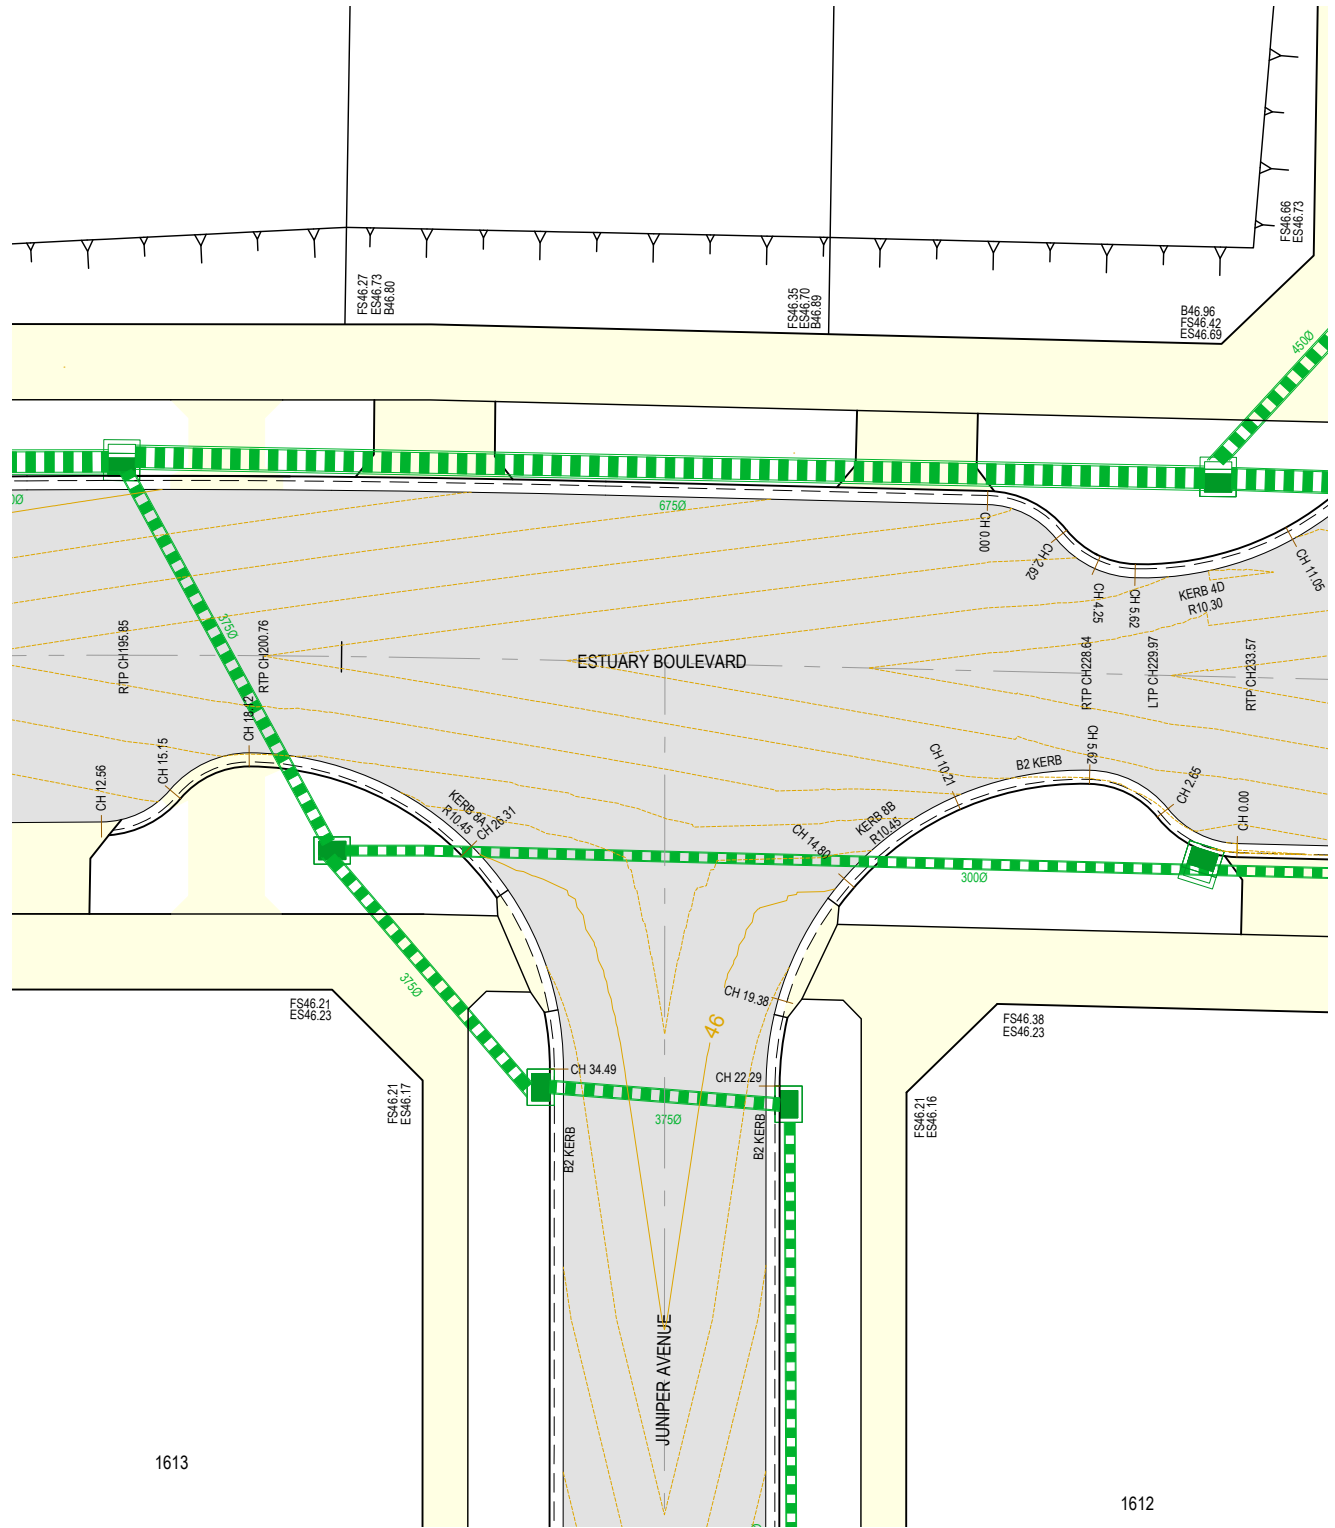 FS46.66
ES46.73
FS46.27
ES46.73
B46.80
FS46.35
ES46.70
B46.89
B46.96
FS46.42
ES46.69
450Ø
675Ø
CH 0.00
CH 2.62
CH 4.25
CH 5.62
KERB 4D
R10.30
CH 11.05
375Ø
RTP CH195.85
RTP CH200.76
ESTUARY BOULEVARD
RTP CH228.64
LTP CH229.97
RTP CH233.57
CH 18.42
CH 15.15
CH 12.56
KERB 8A
R10.45
CH 26.31
CH 14.80
KERB 8B
R10.45
CH 10.21
B2 KERB
CH 5.62
CH 2.65
CH 0.00
300Ø
375Ø
FS46.21
ES46.23
CH 19.38
46
FS46.38
ES46.23
FS46.21
ES46.17
CH 34.49
CH 22.29
FS46.21
ES46.16
375Ø
B2 KERB
B2 KERB
JUNIPER AVENUE
1613
1612